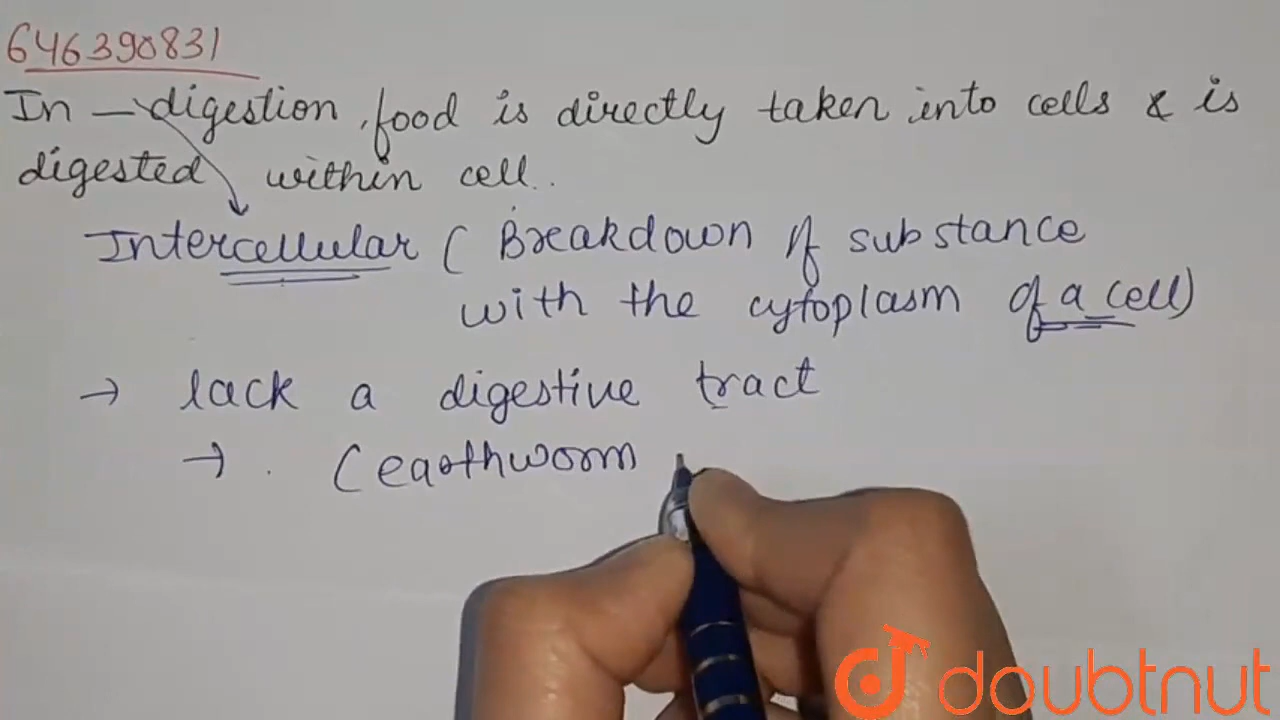 646390831
In — digestion, food is directly taken into cells & is
digested within cell..
Intercellular ( Breakdown of substance
with the cytoplasm of a cell)
→ lack a digestive tract
→ . (earthworm
doubtnut